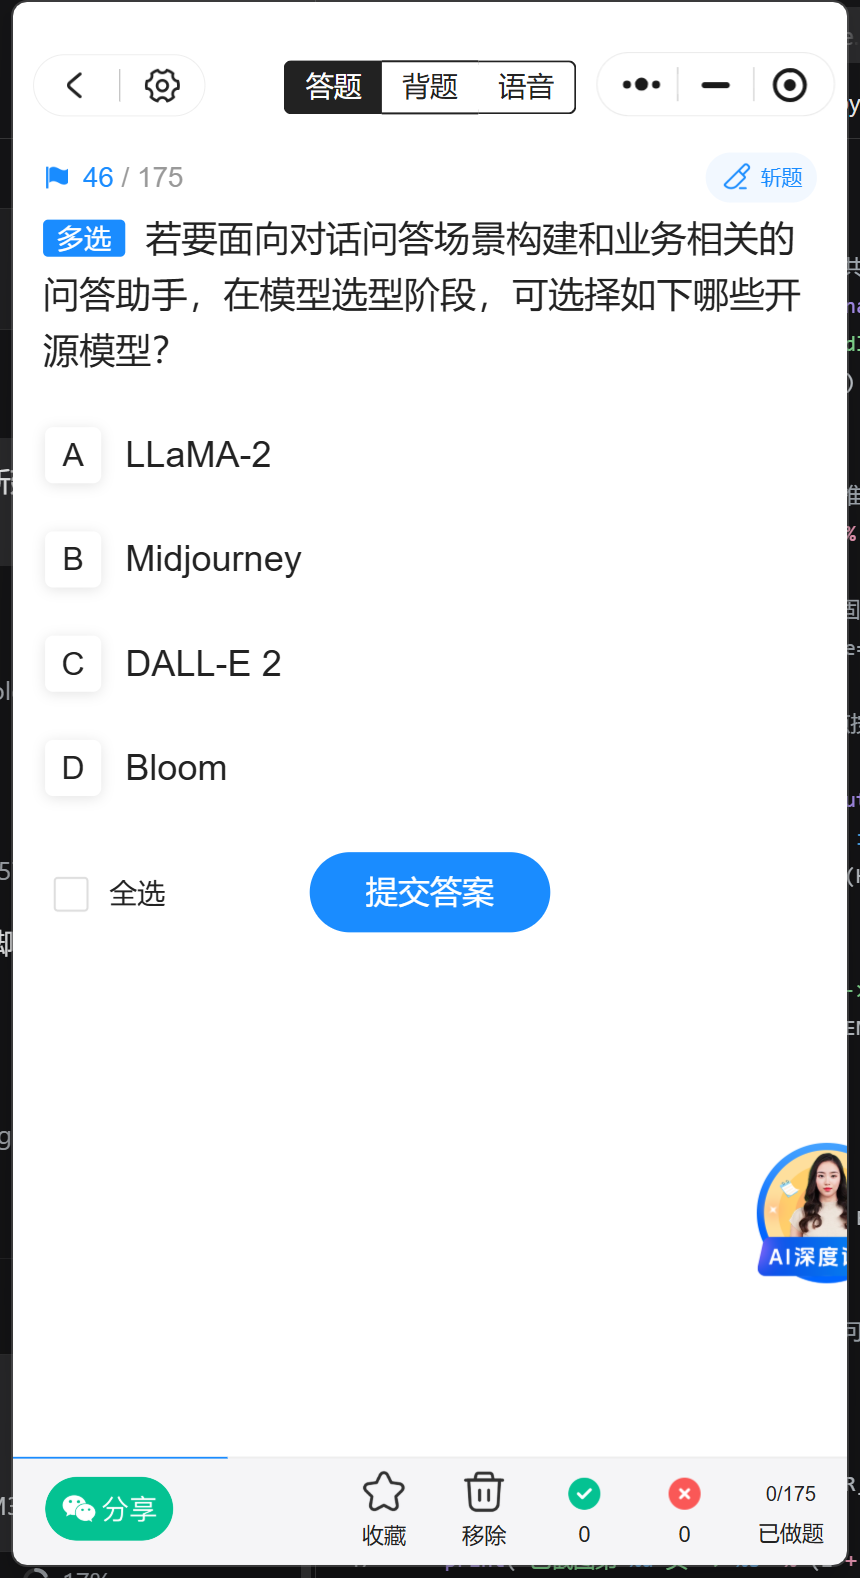 答题 背题 语音
46 / 175
斩题
多选 若要面向对话问答场景构建和业务相关的
问答助手，在模型选型阶段，可选择如下哪些开
源模型？
A LLaMA-2
B Midjourney
C DALL-E 2
D Bloom
全选
提交答案
AI深度
分享
收藏
移除
0
0
0/175
已做题
17%